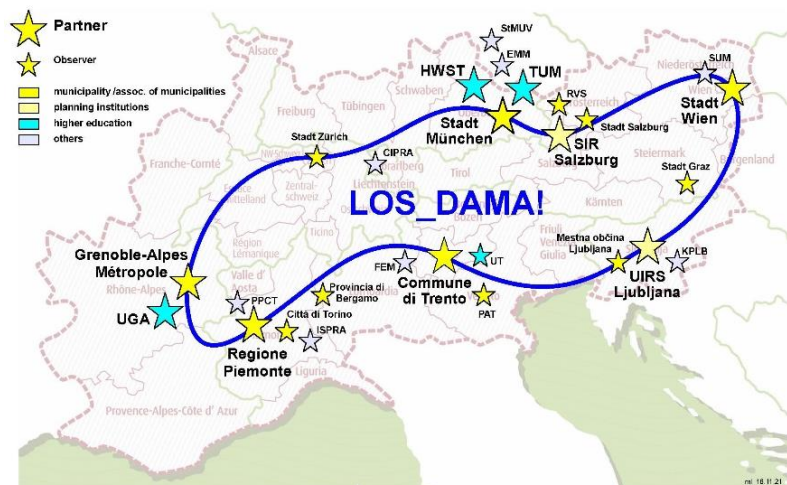 Partner
Observer
municipality /assoc. of municipalities
planning institutions
higher education
others
StMUV
EMM
HWST
TUM
SUM
Niederösterreich
Wien
Stadt
Wien
Alsace
Schwaben
Tübingen
Freiburg
RVS
Stadt
München
Stadt Salzburg
SIR
Salzburg
Stadt Zürich
CIPRA
Liechtenstein
Tirol
Steiermark
Burgenland
Stadt Graz
Kärnten
Franche-Comté
Zentral-
schweiz
Ticino
LOS_DAMA!
Région
Lémanique
Grenoble-Alpes
Métropole
Rhône-Alpes
UGA
Valle d'
Aosta
PPCT
Provincia di
Bergamo
Città di Torino
ISPRA
Regione
Piemonte
Liguria
FEM
Commune
di Trento
UT
PAT
Friuli
Giulia
Mestna občina
Ljubljana
UIRS
Ljubljana
KPLB
Provence-Alpes-Côte d' Azur